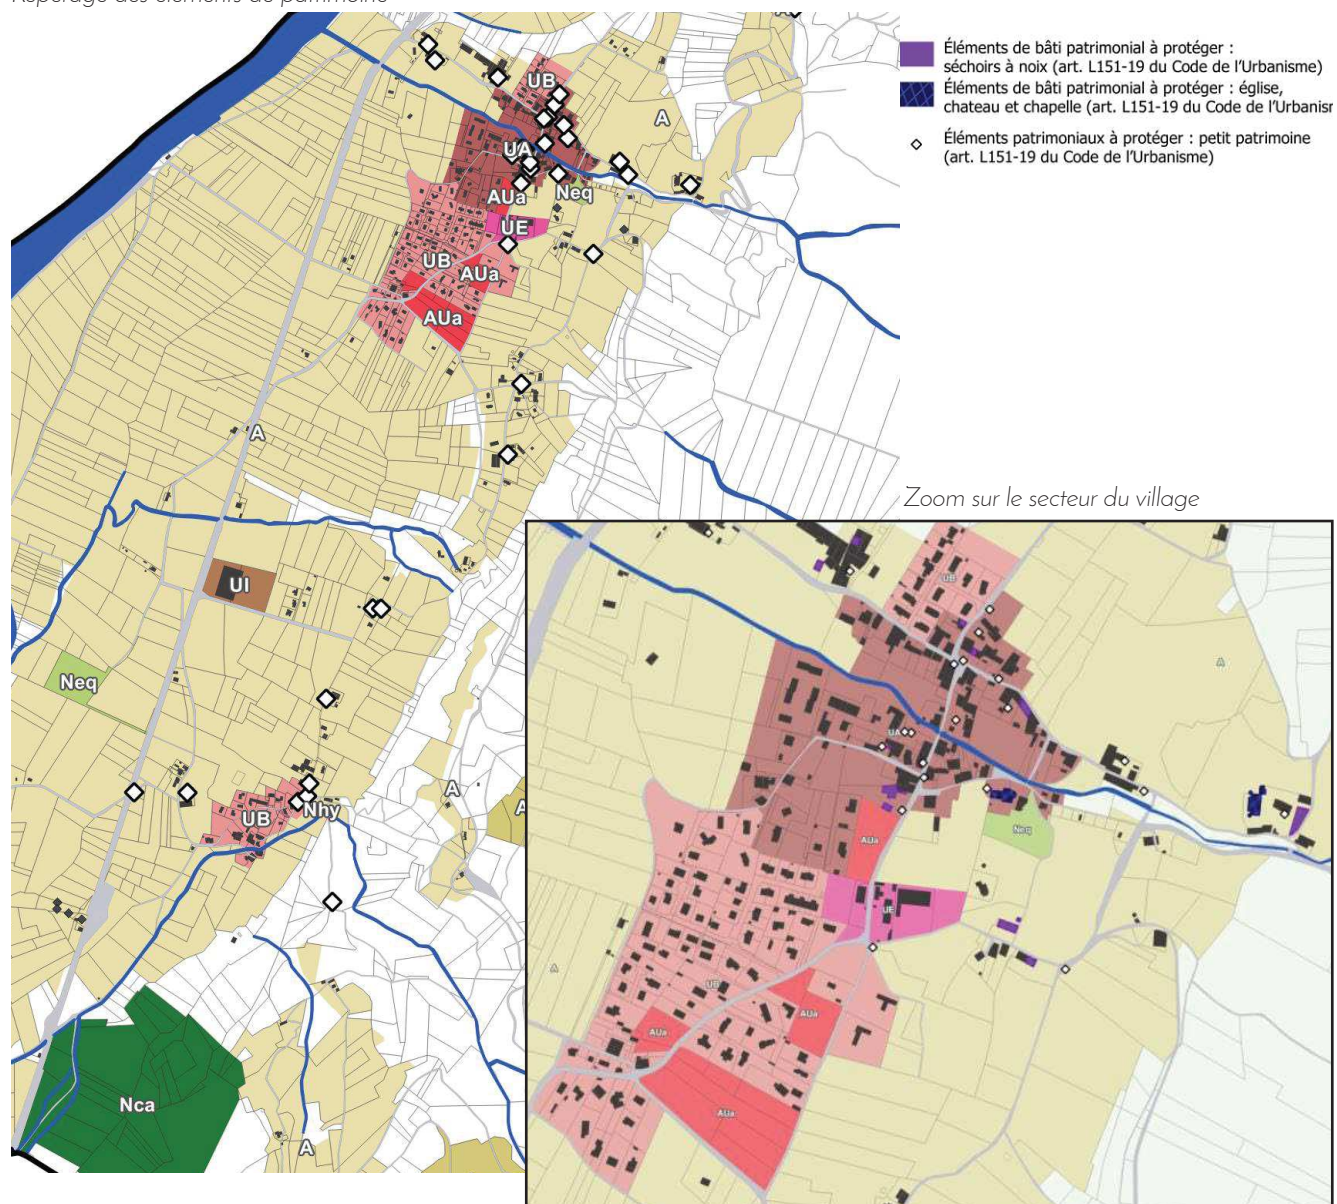 Repérage des éléments de patrimoine
Éléments de bâti patrimonial à protéger :
séchoirs à noix (art. L151-19 du Code de l'Urbanisme)
Éléments de bâti patrimonial à protéger : église,
chateau et chapelle (art. L151-19 du Code de l'Urbanis
Éléments patrimoniaux à protéger : petit patrimoine
(art. L151-19 du Code de l'Urbanisme)
UB
A
UA
Neq
AUa
UE
UB
AUa
AUa
A
UI
Neq
UB
Nhy
A
A
Nca
A
Zoom sur le secteur du village
UB
A
UA
AUa
Neq
UE
A
UB
AUa
AUa
AUa